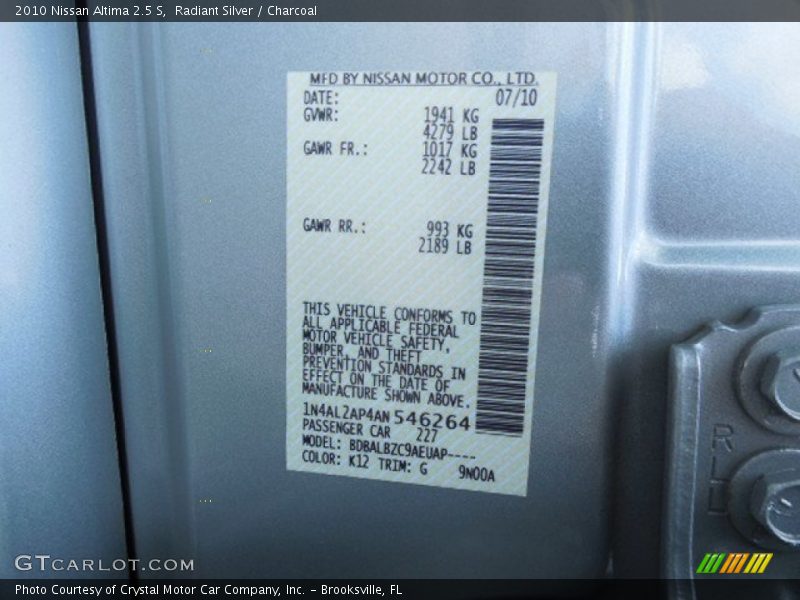 2010 Nissan Altima 2.5 S,  Radiant Silver / Charcoal
MFD BY NISSAN MOTOR CO., LTD.
DATE: 07/10
GVWR: 1941 KG
4279 LB
GAWR FR.: 1017 KG
2242 LB
GAWR RR.: 993 KG
2189 LB
THIS VEHICLE CONFORMS TO
ALL APPLICABLE FEDERAL
MOTOR VEHICLE SAFETY,
BUMPER, AND THEFT
PREVENTION STANDARDS IN
EFFECT ON THE DATE OF
MANUFACTURE SHOWN ABOVE.
1N4AL2AP4AN 546264
PASSENGER CAR 227
MODEL: BDBALBZC9AEUAP----
COLOR: K12 TRIM: G 9N00A
GTCARLOT.COM
Photo Courtesy of Crystal Motor Car Company, Inc. – Brooksville, FL